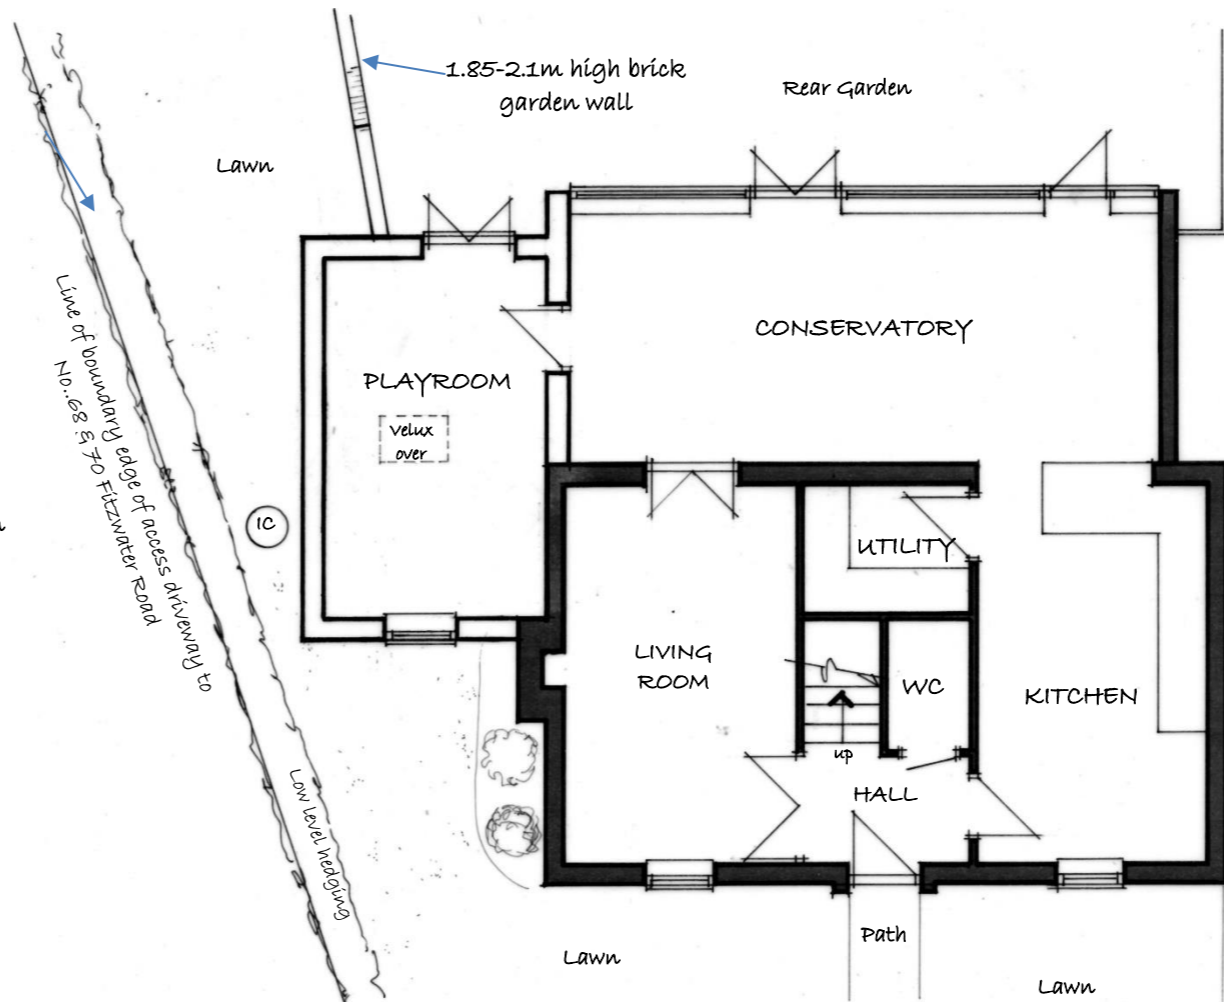 1.85-2.1m high brick
garden wall
Rear Garden
Lawn
CONSERVATORY
PLAYROOM
Velux
over
Line of boundary edge of access driveway to
No..68 & 70 Fitzwater Road
IC
UTILITY
LIVING
ROOM
WC
KITCHEN
up
HALL
Low level hedging
Path
Lawn
Lawn